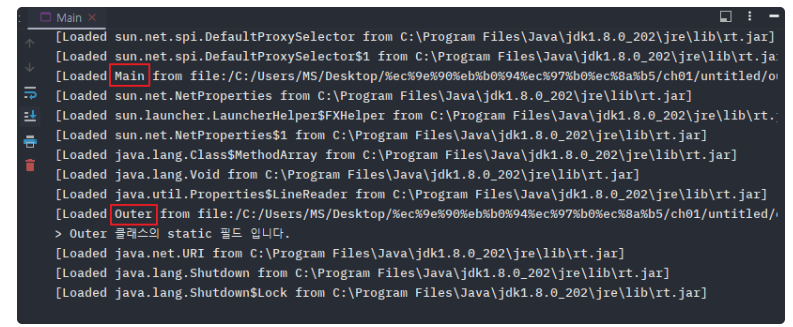 Main
[Loaded sun.net.spi.DefaultProxySelector from C:\Program Files\Java\jdk1.8.0_202\jre\lib\rt.jar]
[Loaded sun.net.spi.DefaultProxySelector$1 from C:\Program Files\Java\jdk1.8.0_202\jre\lib\rt.ja
[Loaded Main from file:/C:/Users/MS/Desktop/%ec%9e%90%eb%b0%94%ec%97%b0%ec%8a%b5/ch01/untitled/ou
[Loaded sun.net.NetProperties from C:\Program Files\Java\jdk1.8.0_202\jre\lib\rt.jar]
[Loaded sun.launcher.LauncherHelper$FXHelper from C:\Program Files\Java\jdk1.8.0_202\jre\lib\rt.
[Loaded sun.net.NetProperties$1 from C:\Program Files\Java\jdk1.8.0_202\jre\lib\rt.jar]
[Loaded java.lang.Class$MethodArray from C:\Program Files\Java\jdk1.8.0_202\jre\lib\rt.jar]
[Loaded java.lang.Void from C:\Program Files\Java\jdk1.8.0_202\jre\lib\rt.jar]
[Loaded java.util.Properties$LineReader from C:\Program Files\Java\jdk1.8.0_202\jre\lib\rt.jar]
[Loaded Outer from file:/C:/Users/MS/Desktop/%ec%9e%90%eb%b0%94%ec%97%b0%ec%8a%b5/ch01/untitled/
> Outer 클래스의 static 필드 입니다.
[Loaded java.net.URI from C:\Program Files\Java\jdk1.8.0_202\jre\lib\rt.jar]
[Loaded java.lang.Shutdown from C:\Program Files\Java\jdk1.8.0_202\jre\lib\rt.jar]
[Loaded java.lang.Shutdown$Lock from C:\Program Files\Java\jdk1.8.0_202\jre\lib\rt.jar]